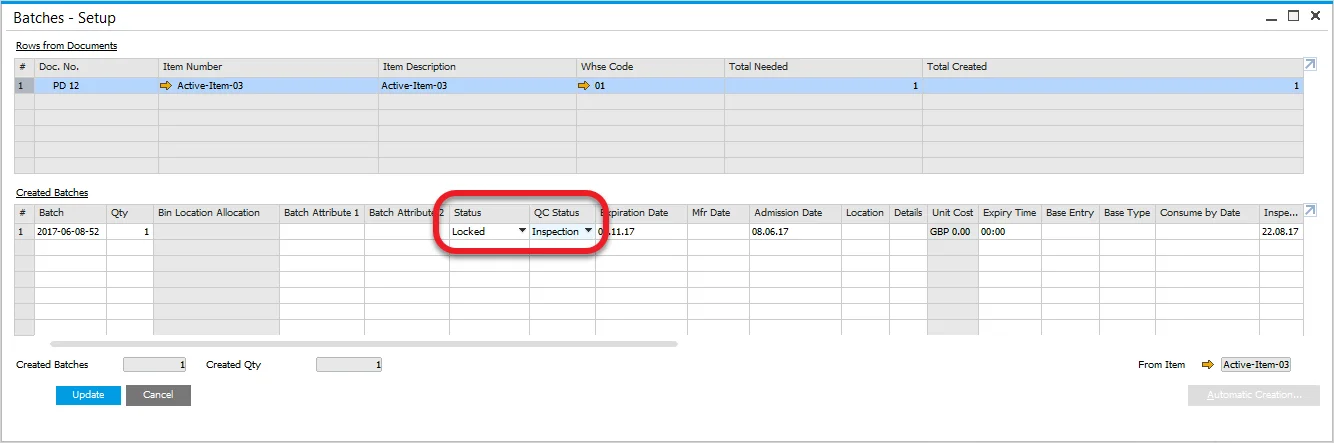 Batches - Setup
Rows from Documents
# Doc. No. Item Number Item Description Whse Code Total Needed Total Created
1 PD 12 Active-Item-03 Active-Item-03 01 1 1
Created Batches
# Batch Qty Bin Location Allocation Batch Attribute 1 Batch Attribute 2 Status QC Status Expiration Date Mfr Date Admission Date Location Details Unit Cost Expiry Time Base Entry Base Type Consume by Date Inspe...
1 2017-06-08-52 1 Locked Inspection .11.17 08.06.17 GBP 0.00 00:00 22.08.17
Created Batches 1 Created Qty 1 From Item Active-Item-03
Update Cancel Automatic Creation...